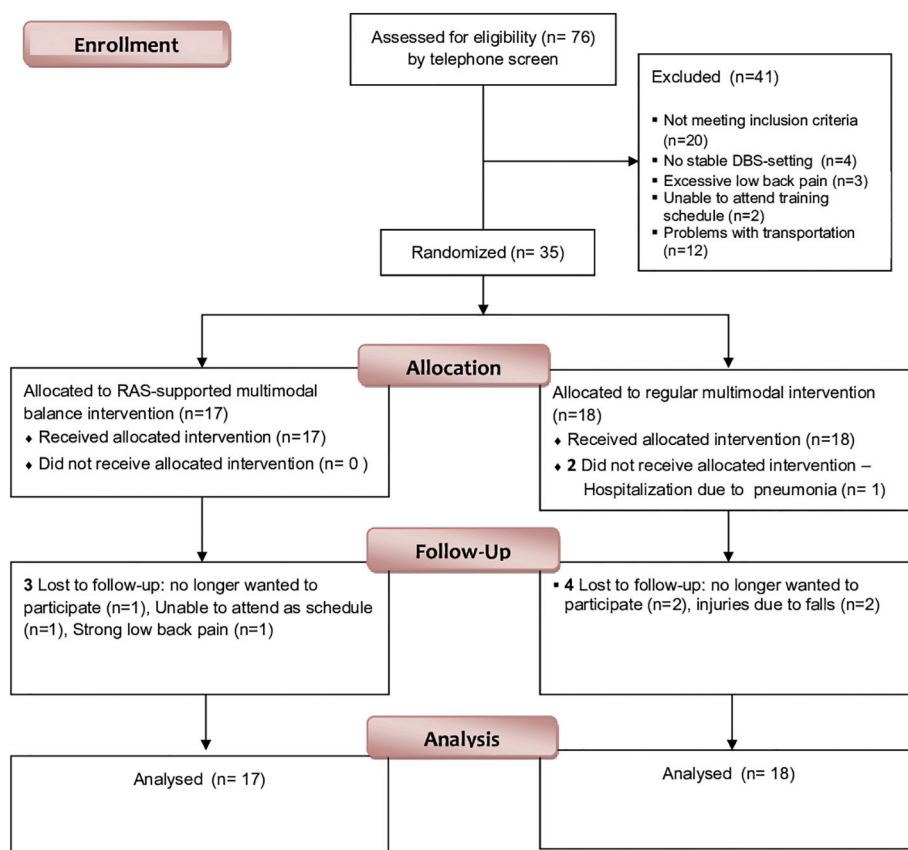 Enrollment
Assessed for eligibility (n= 76)
by telephone screen
Excluded (n=41)
▪ Not meeting inclusion criteria
(n=20)
▪ No stable DBS-setting (n=4)
▪ Excessive low back pain (n=3)
▪ Unable to attend training
schedule (n=2)
▪ Problems with transportation
(n=12)
Randomized (n= 35)
Allocation
Allocated to RAS-supported multimodal
balance intervention (n=17)
♦ Received allocated intervention (n=17)
♦ Did not receive allocated intervention (n= 0 )
Allocated to regular multimodal intervention
(n=18)
♦ Received allocated intervention (n=18)
♦ 2 Did not receive allocated intervention –
Hospitalization due to pneumonia (n= 1)
Follow-Up
3 Lost to follow-up: no longer wanted to
participate (n=1), Unable to attend as schedule
(n=1), Strong low back pain (n=1)
▪ 4 Lost to follow-up: no longer wanted to
participate (n=2), injuries due to falls (n=2)
Analysis
Analysed (n= 17)
Analysed (n= 18)